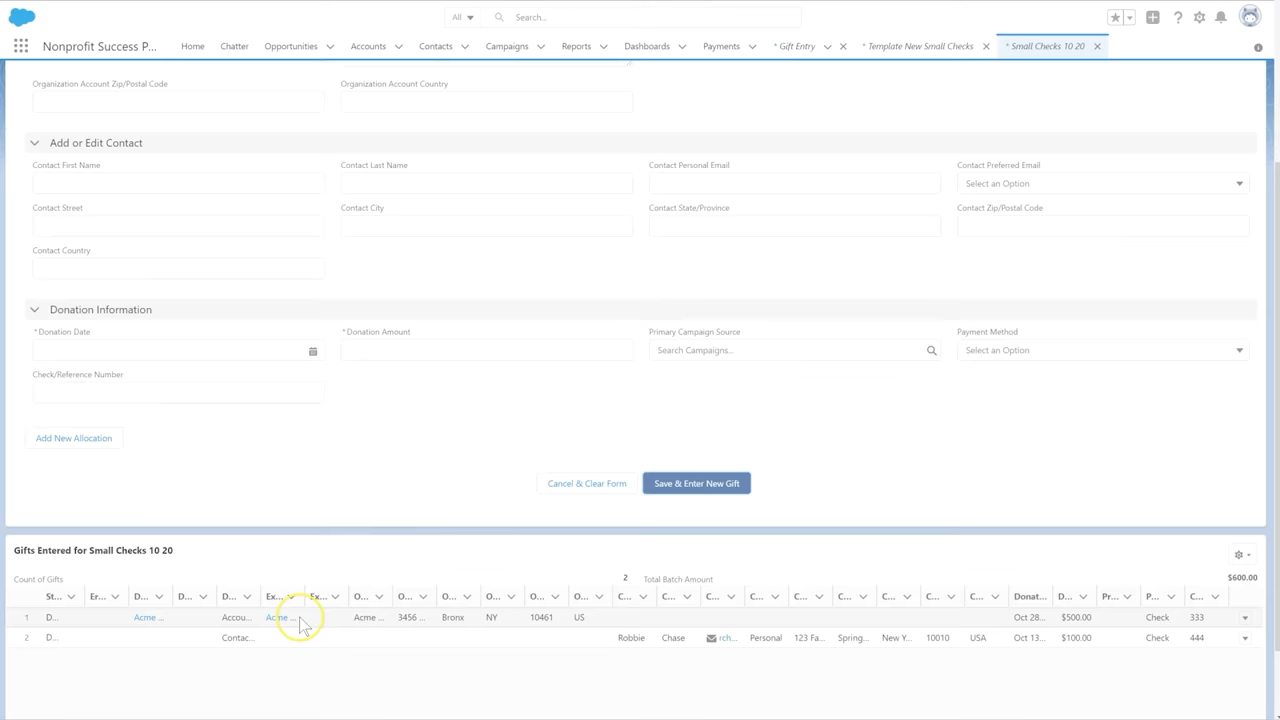 All
Search...
Nonprofit Success P...
Home
Chatter
Opportunities
Accounts
Contacts
Campaigns
Reports
Dashboards
Payments
* Gift Entry
* Template New Small Checks
* Small Checks 10 20
Organization Account Zip/Postal Code
Organization Account Country
Add or Edit Contact
Contact First Name
Contact Last Name
Contact Personal Email
Contact Preferred Email
Select an Option
Contact Street
Contact City
Contact State/Province
Contact Zip/Postal Code
Contact Country
Donation Information
* Donation Date
* Donation Amount
Primary Campaign Source
Payment Method
Search Campaigns...
Select an Option
Check/Reference Number
Add New Allocation
Cancel & Clear Form
Save & Enter New Gift
Gifts Entered for Small Checks 10 20
Count of Gifts 2 Total Batch Amount $600.00
St... Er... D... D... D... Ex... Ex... O... O... O... O... O... O... C... C... C... C... C... C... C... C... C... Donat... D... Pr... P... C...
1 D... Acme ... Accou... Acme ... Acme ... 3456 ... Bronx NY 10461 US Oct 28... $500.00 Check 333
2 D... Contac... Robbie Chase rch... Personal 123 Fa... Spring... New Y... 10010 USA Oct 13... $100.00 Check 444